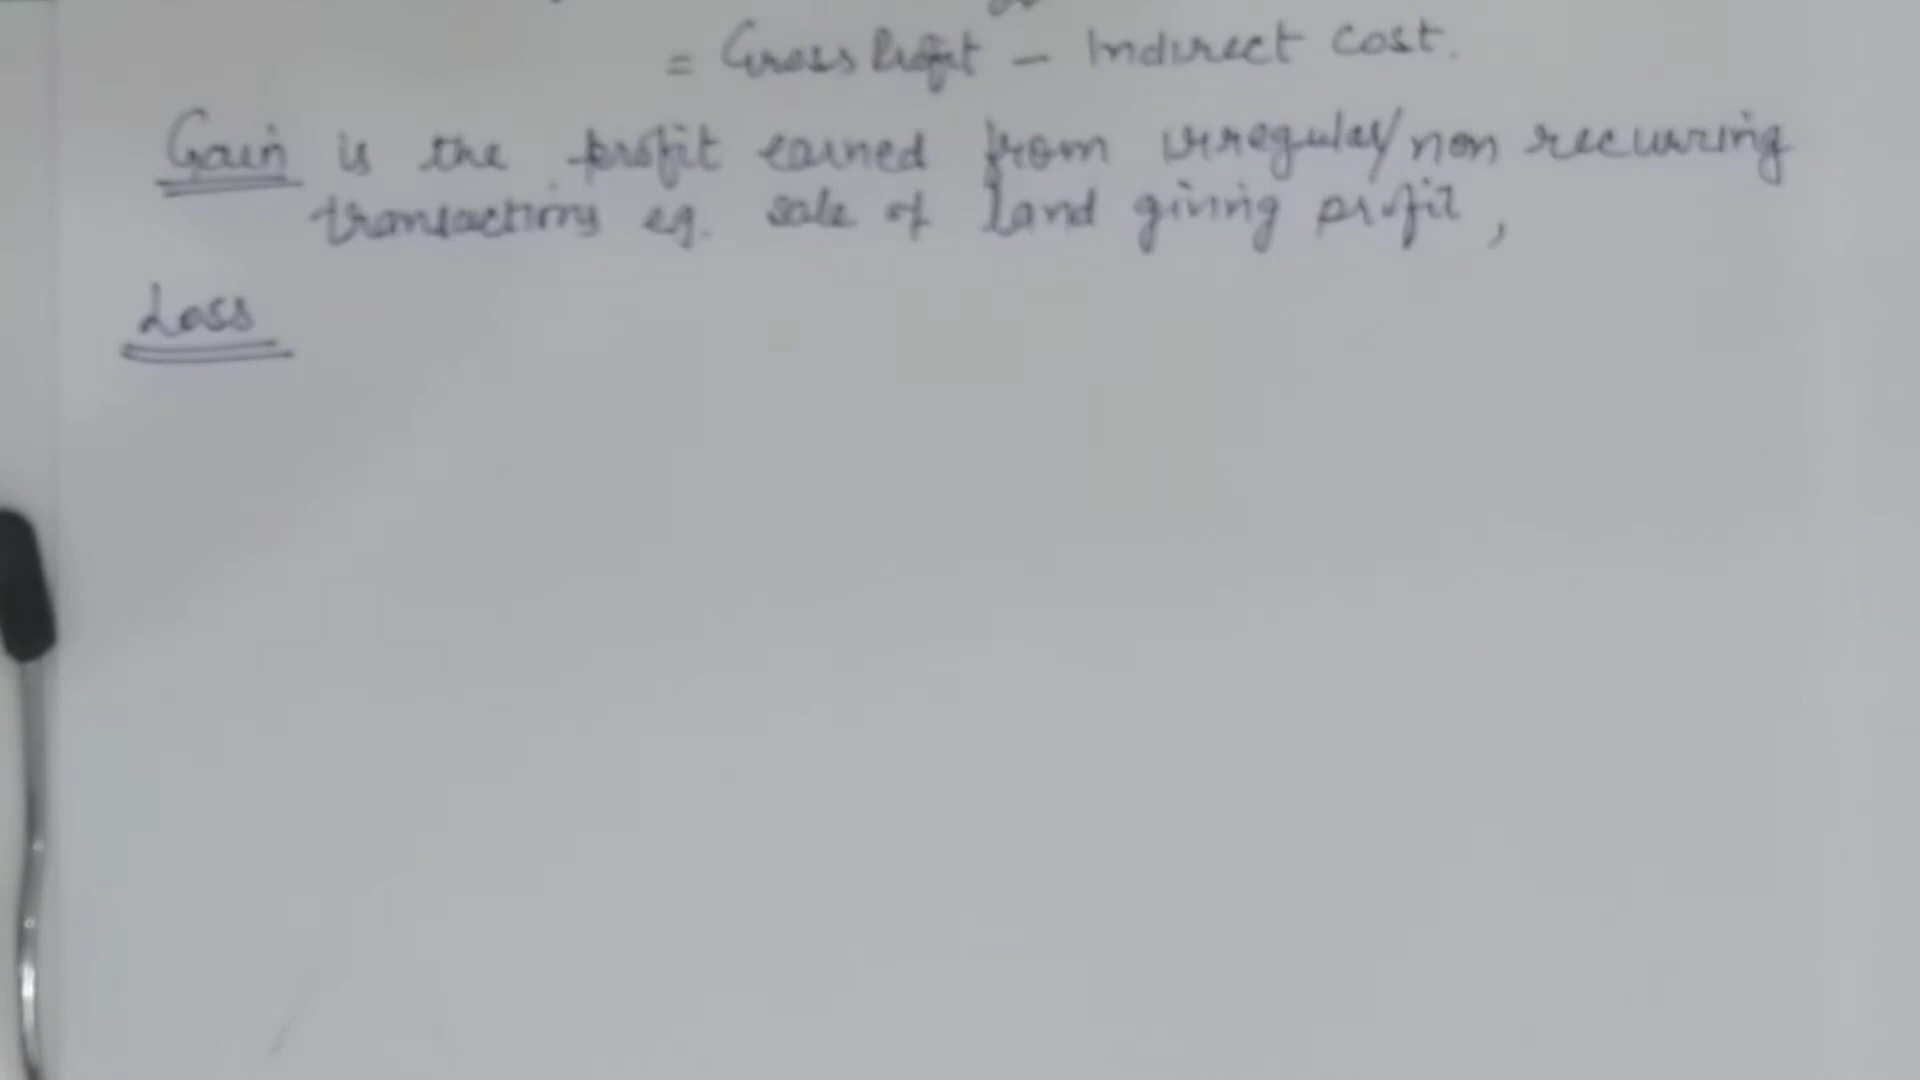 = Gross Profit - Indirect Cost.
Gain is the profit earned from irregular/non recurring
transactions eg. sale of land giving profit,
Loss